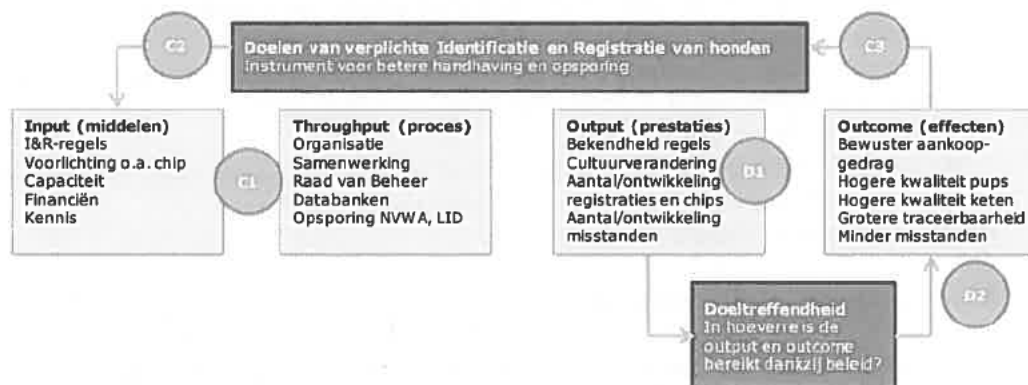 C2
Doelen van verplichte Identificatie en Registratie van honden
Instrument voor betere handhaving en opsporing
C3
Input (middelen)
I&R-regels
Voorlichting o.a. chip
Capaciteit
Financiën
Kennis
C1
Throughput (proces)
Organisatie
Samenwerking
Raad van Beheer
Databanken
Opsporing NVWA, LID
Output (prestaties)
Bekendheid regels
Cultuurverandering
Aantal/ontwikkeling
registraties en chips
Aantal/ontwikkeling
misstanden
D1
Outcome (effecten)
Bewuster aankoop-
gedrag
Hogere kwaliteit pups
Hogere kwaliteit keten
Grotere traceerbaarheid
Minder misstanden
D2
Doeltreffendheid
In hoeverre is de
output en outcome
bereikt dankzij beleid?